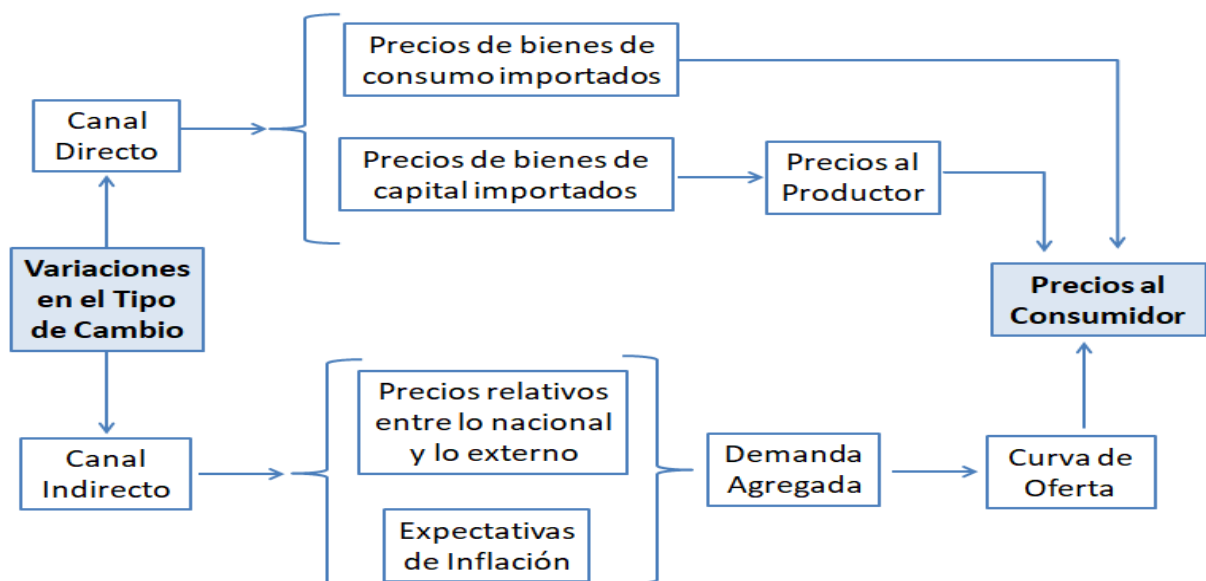 Precios de bienes de
consumo importados
Canal
Directo
Precios de bienes de
capital importados
Precios al
Productor
Variaciones
en el Tipo
de Cambio
Precios al
Consumidor
Precios relativos
entre lo nacional
y lo externo
Canal
Indirecto
Demanda
Agregada
Curva de
Oferta
Expectativas
de Inflación